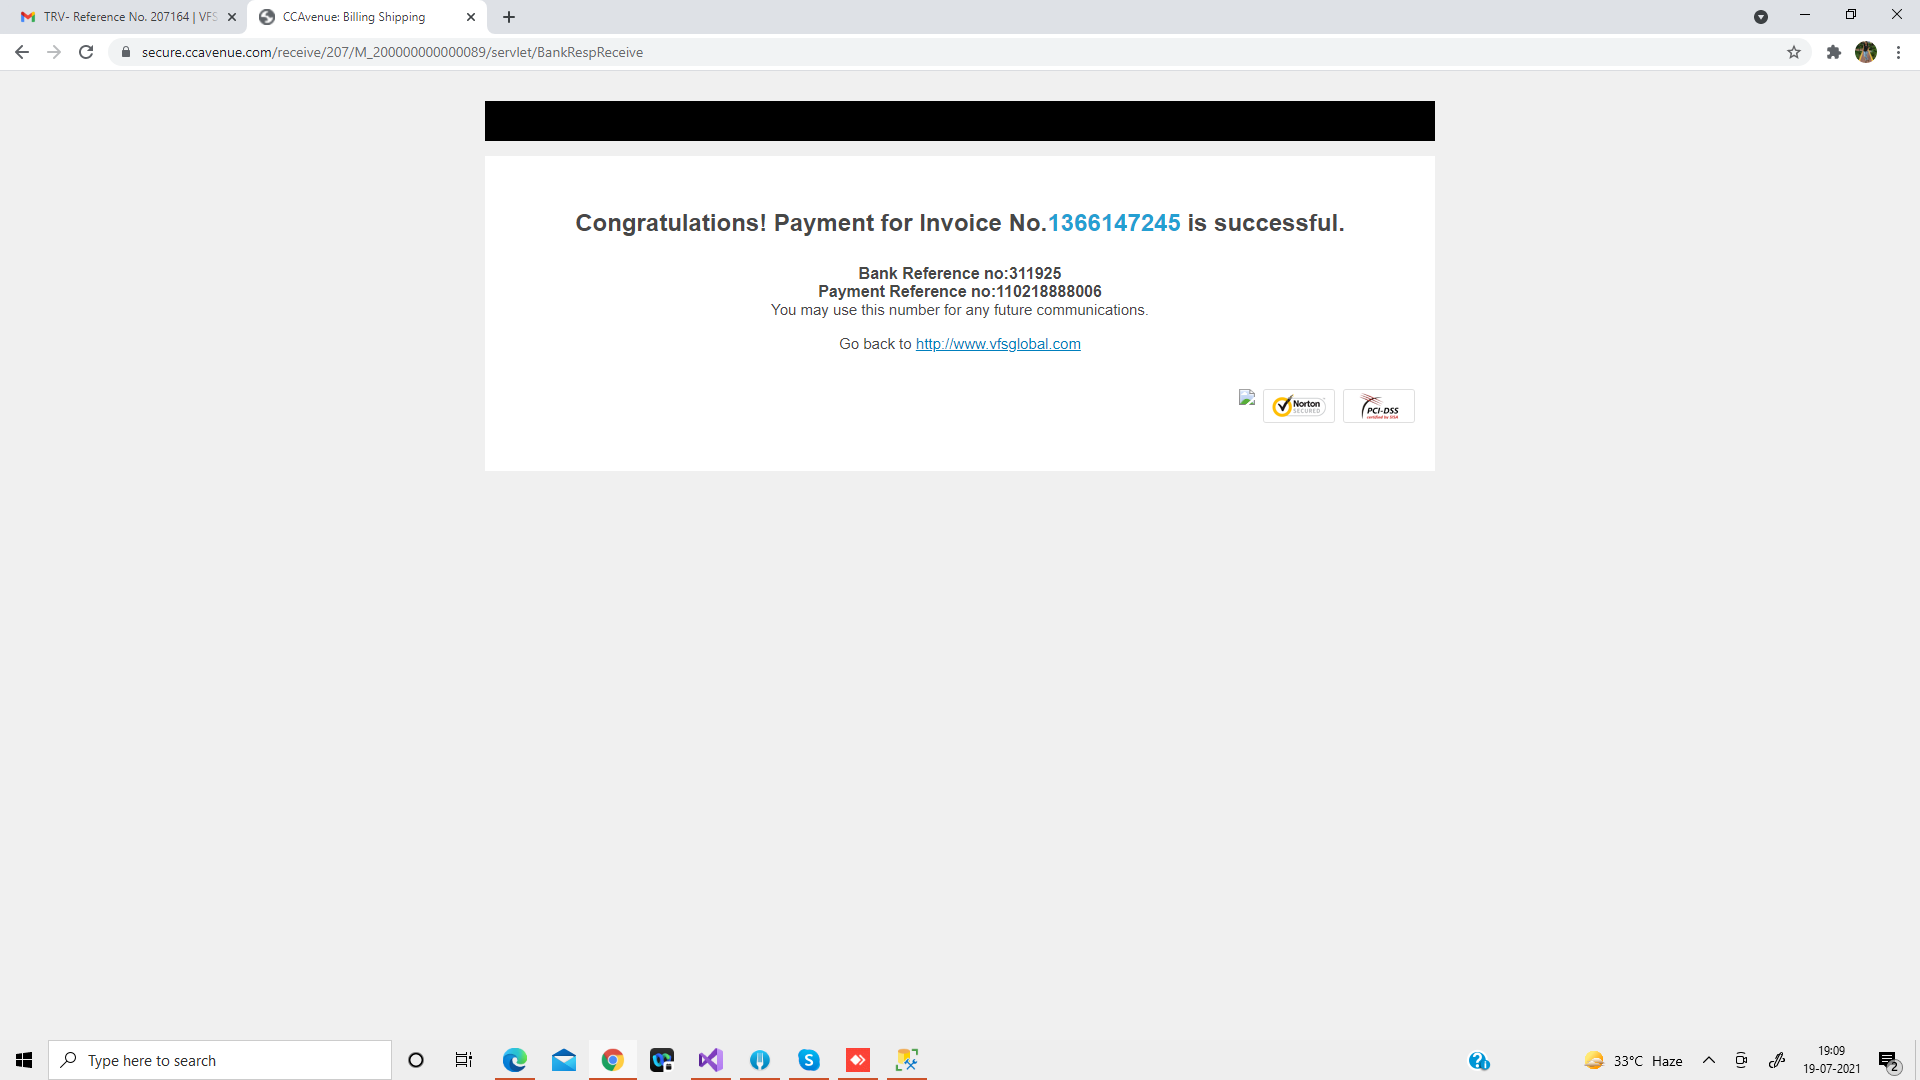 TRV- Reference No. 207164 | VFS
CCAvenue: Billing Shipping
secure.ccavenue.com/receive/207/M_200000000000089/servlet/BankRespReceive
Congratulations! Payment for Invoice No.1366147245 is successful.
Bank Reference no:311925
Payment Reference no:110218888006
You may use this number for any future communications.
Go back to http://www.vfsglobal.com
Norton
SECURED
PCI-DSS
Type here to search
33°C Haze
19:09
19-07-2021
2